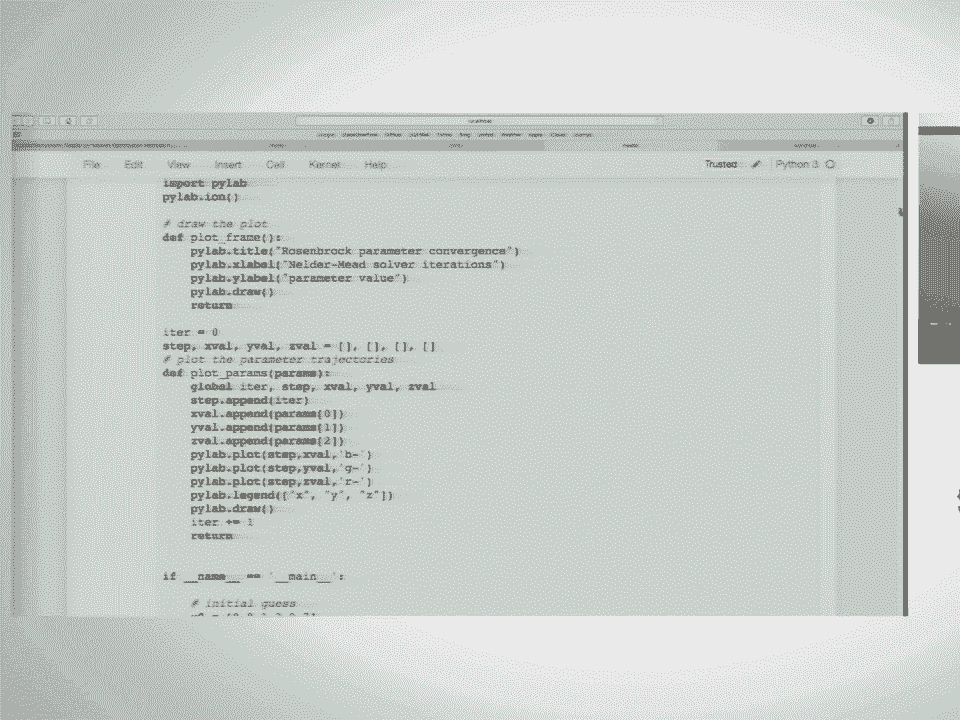 File Edit View Insert Cell Kernel Help Trusted Python 3
import pylab
pylab.ion()
# draw the plot
def plot_frame():
    pylab.title("Rosenbrock parameter convergence")
    pylab.xlabel("Nelder-Mead solver iterations")
    pylab.ylabel("parameter value")
    pylab.draw()
    return
iter = 0
step, xval, yval, zval = [], [], [], []
# plot the parameter trajectories
def plot_params(params):
    global iter, step, xval, yval, zval
    step.append(iter)
    xval.append(params[0])
    yval.append(params[1])
    zval.append(params[2])
    pylab.plot(step,xval,'b-')
    pylab.plot(step,yval,'g-')
    pylab.plot(step,zval,'r-')
    pylab.legend(["x", "y", "z"])
    pylab.draw()
    iter += 1
    return
if __name__ == '__main__':
    # initial guess